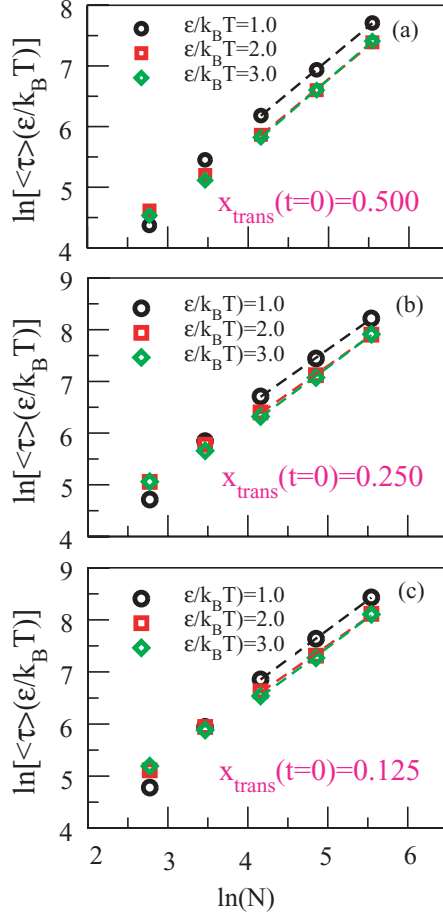 8
7
6
5
4
ln[<τ>(ε/k_BT)]
(a)
ε/k_BT=1.0
ε/k_BT=2.0
ε/k_BT=3.0
x_trans(t=0)=0.500
9
8
7
6
5
4
ln[<τ>(ε/k_BT)]
(b)
ε/k_BT)=1.0
ε/k_BT)=2.0
ε/k_BT)=3.0
x_trans(t=0)=0.250
9
8
7
6
5
4
ln[<τ>(ε/k_BT)]
(c)
ε/k_BT)=1.0
ε/k_BT)=2.0
ε/k_BT)=3.0
x_trans(t=0)=0.125
2 3 4 5 6
ln(N)